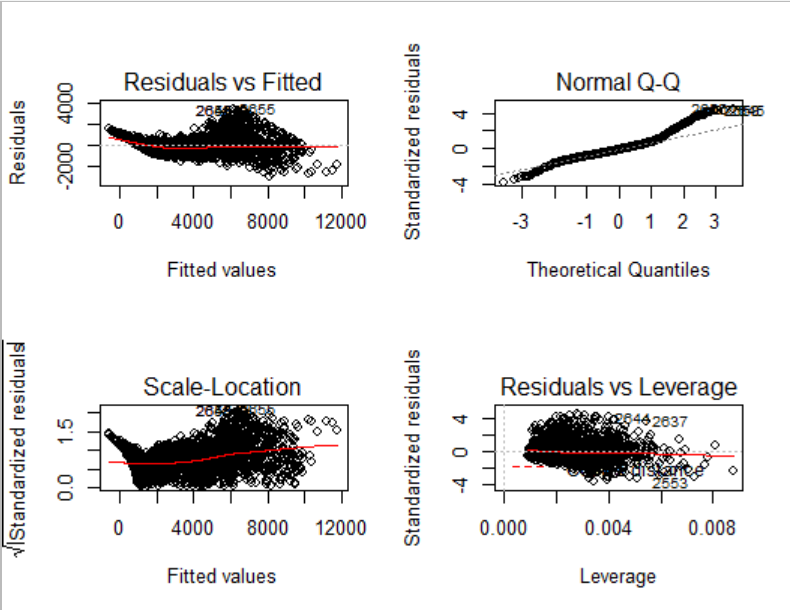 Residuals vs Fitted
Residuals
4000
-2000
0 4000 8000 12000
Fitted values
Normal Q-Q
Standardized residuals
4
0
-4
-3 -1 0 1 2 3
Theoretical Quantiles
Scale-Location
√|Standardized residuals|
1.5
0.0
0 4000 8000 12000
Fitted values
Residuals vs Leverage
Standardized residuals
4
0
-4
2644
2637
2553
0.000 0.004 0.008
Leverage